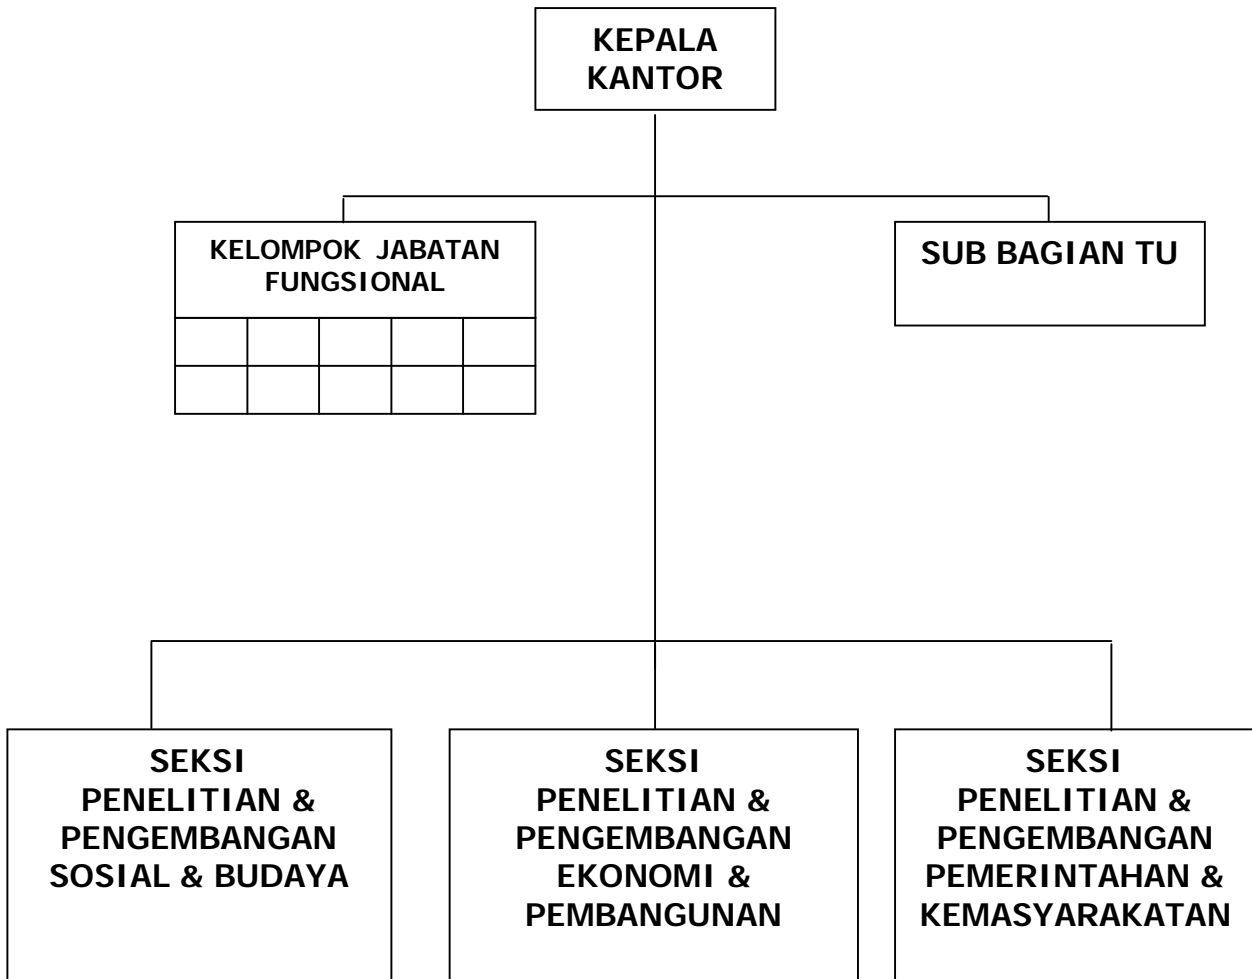 KEPALA
KANTOR
KELOMPOK JABATAN
FUNGSIONAL
SUB BAGIAN TU
SEKSI
PENELITIAN &
PENGEMBANGAN
SOSIAL & BUDAYA
SEKSI
PENELITIAN &
PENGEMBANGAN
EKONOMI &
PEMBANGUNAN
SEKSI
PENELITIAN &
PENGEMBANGAN
PEMERINTAHAN &
KEMASYARAKATAN